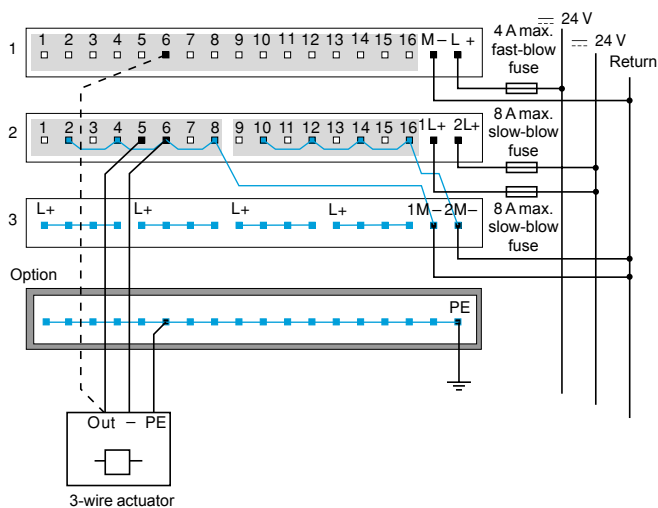 24 V
24 V
Return
1
1 2 3 4 5 6 7 8 9 10 11 12 13 14 15 16 M– L +
4 A max.
fast-blow
fuse
2
1 2 3 4 5 6 7 8 9 10 11 12 13 14 15 16 1L+ 2L+
8 A max.
slow-blow
fuse
3
L+ L+ L+ L+ 1M– 2M–
8 A max.
slow-blow
fuse
Option
PE
Out – PE
3-wire actuator